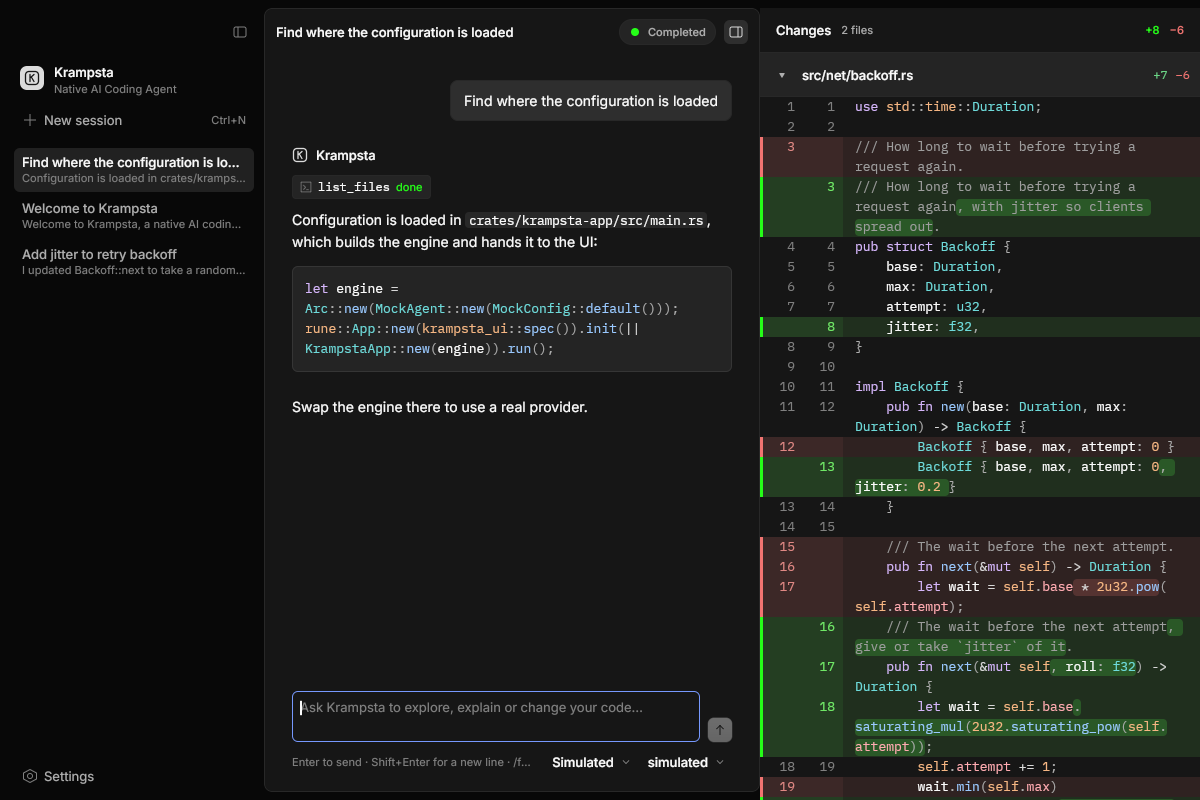 Krampsta
Native AI Coding Agent
New session Ctrl+N
Find where the configuration is lo...
Configuration is loaded in crates/kramps...
Welcome to Krampsta
Welcome to Krampsta, a native AI codin...
Add jitter to retry backoff
I updated Backoff::next to take a random...
Settings
Find where the configuration is loaded
Completed
Find where the configuration is loaded
Krampsta
list_files done
Configuration is loaded in crates/krampsta-app/src/main.rs,
which builds the engine and hands it to the UI:
let engine =
Arc::new(MockAgent::new(MockConfig::default()));
rune::App::new(krampsta_ui::spec()).init(||
KrampstaApp::new(engine)).run();
Swap the engine there to use a real provider.
Ask Krampsta to explore, explain or change your code...
Enter to send · Shift+Enter for a new line · /f... Simulated simulated
Changes 2 files +8 −6
src/net/backoff.rs +7 −6
1 1 use std::time::Duration;
2 2
3 /// How long to wait before trying a
request again.
3 /// How long to wait before trying a
request again, with jitter so clients
spread out.
4 4 pub struct Backoff {
5 5 base: Duration,
6 6 max: Duration,
7 7 attempt: u32,
8 jitter: f32,
8 9 }
9 10
10 11 impl Backoff {
11 12 pub fn new(base: Duration, max:
Duration) -> Backoff {
12 Backoff { base, max, attempt: 0 }
13 Backoff { base, max, attempt: 0,
jitter: 0.2 }
13 14 }
14 15
15 /// The wait before the next attempt.
16 pub fn next(&mut self) -> Duration {
17 let wait = self.base * 2u32.pow(
self.attempt);
16 /// The wait before the next attempt,
give or take `jitter` of it.
17 pub fn next(&mut self, roll: f32) ->
Duration {
18 let wait = self.base.
saturating_mul(2u32.saturating_pow(self.
attempt));
18 19 self.attempt += 1;
19 wait.min(self.max)